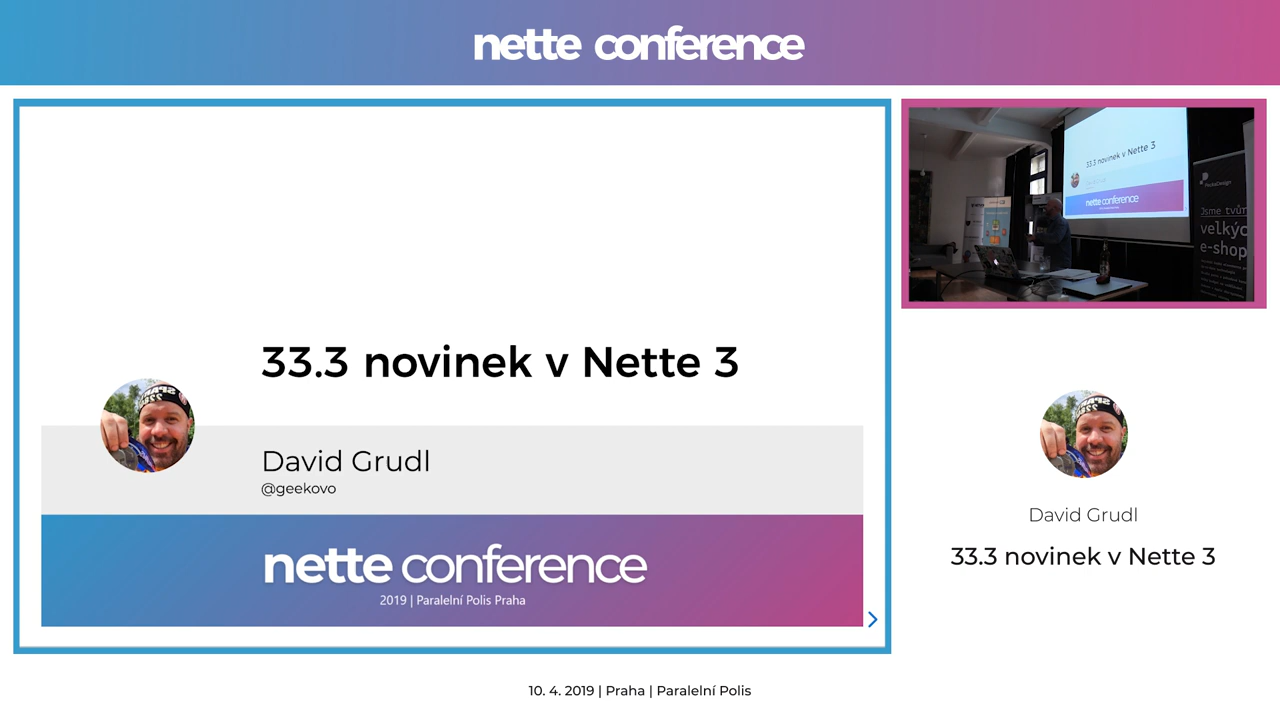 nette conference
33.3 novinek v Nette 3
David Grudl
@geekovo
nette conference
2019 | Paralelní Polis Praha
33.3 novinek v Nette 3
nette conference
Jsme tvůr
velkýc
e-shop
David Grudl
33.3 novinek v Nette 3
10. 4. 2019 | Praha | Paralelní Polis